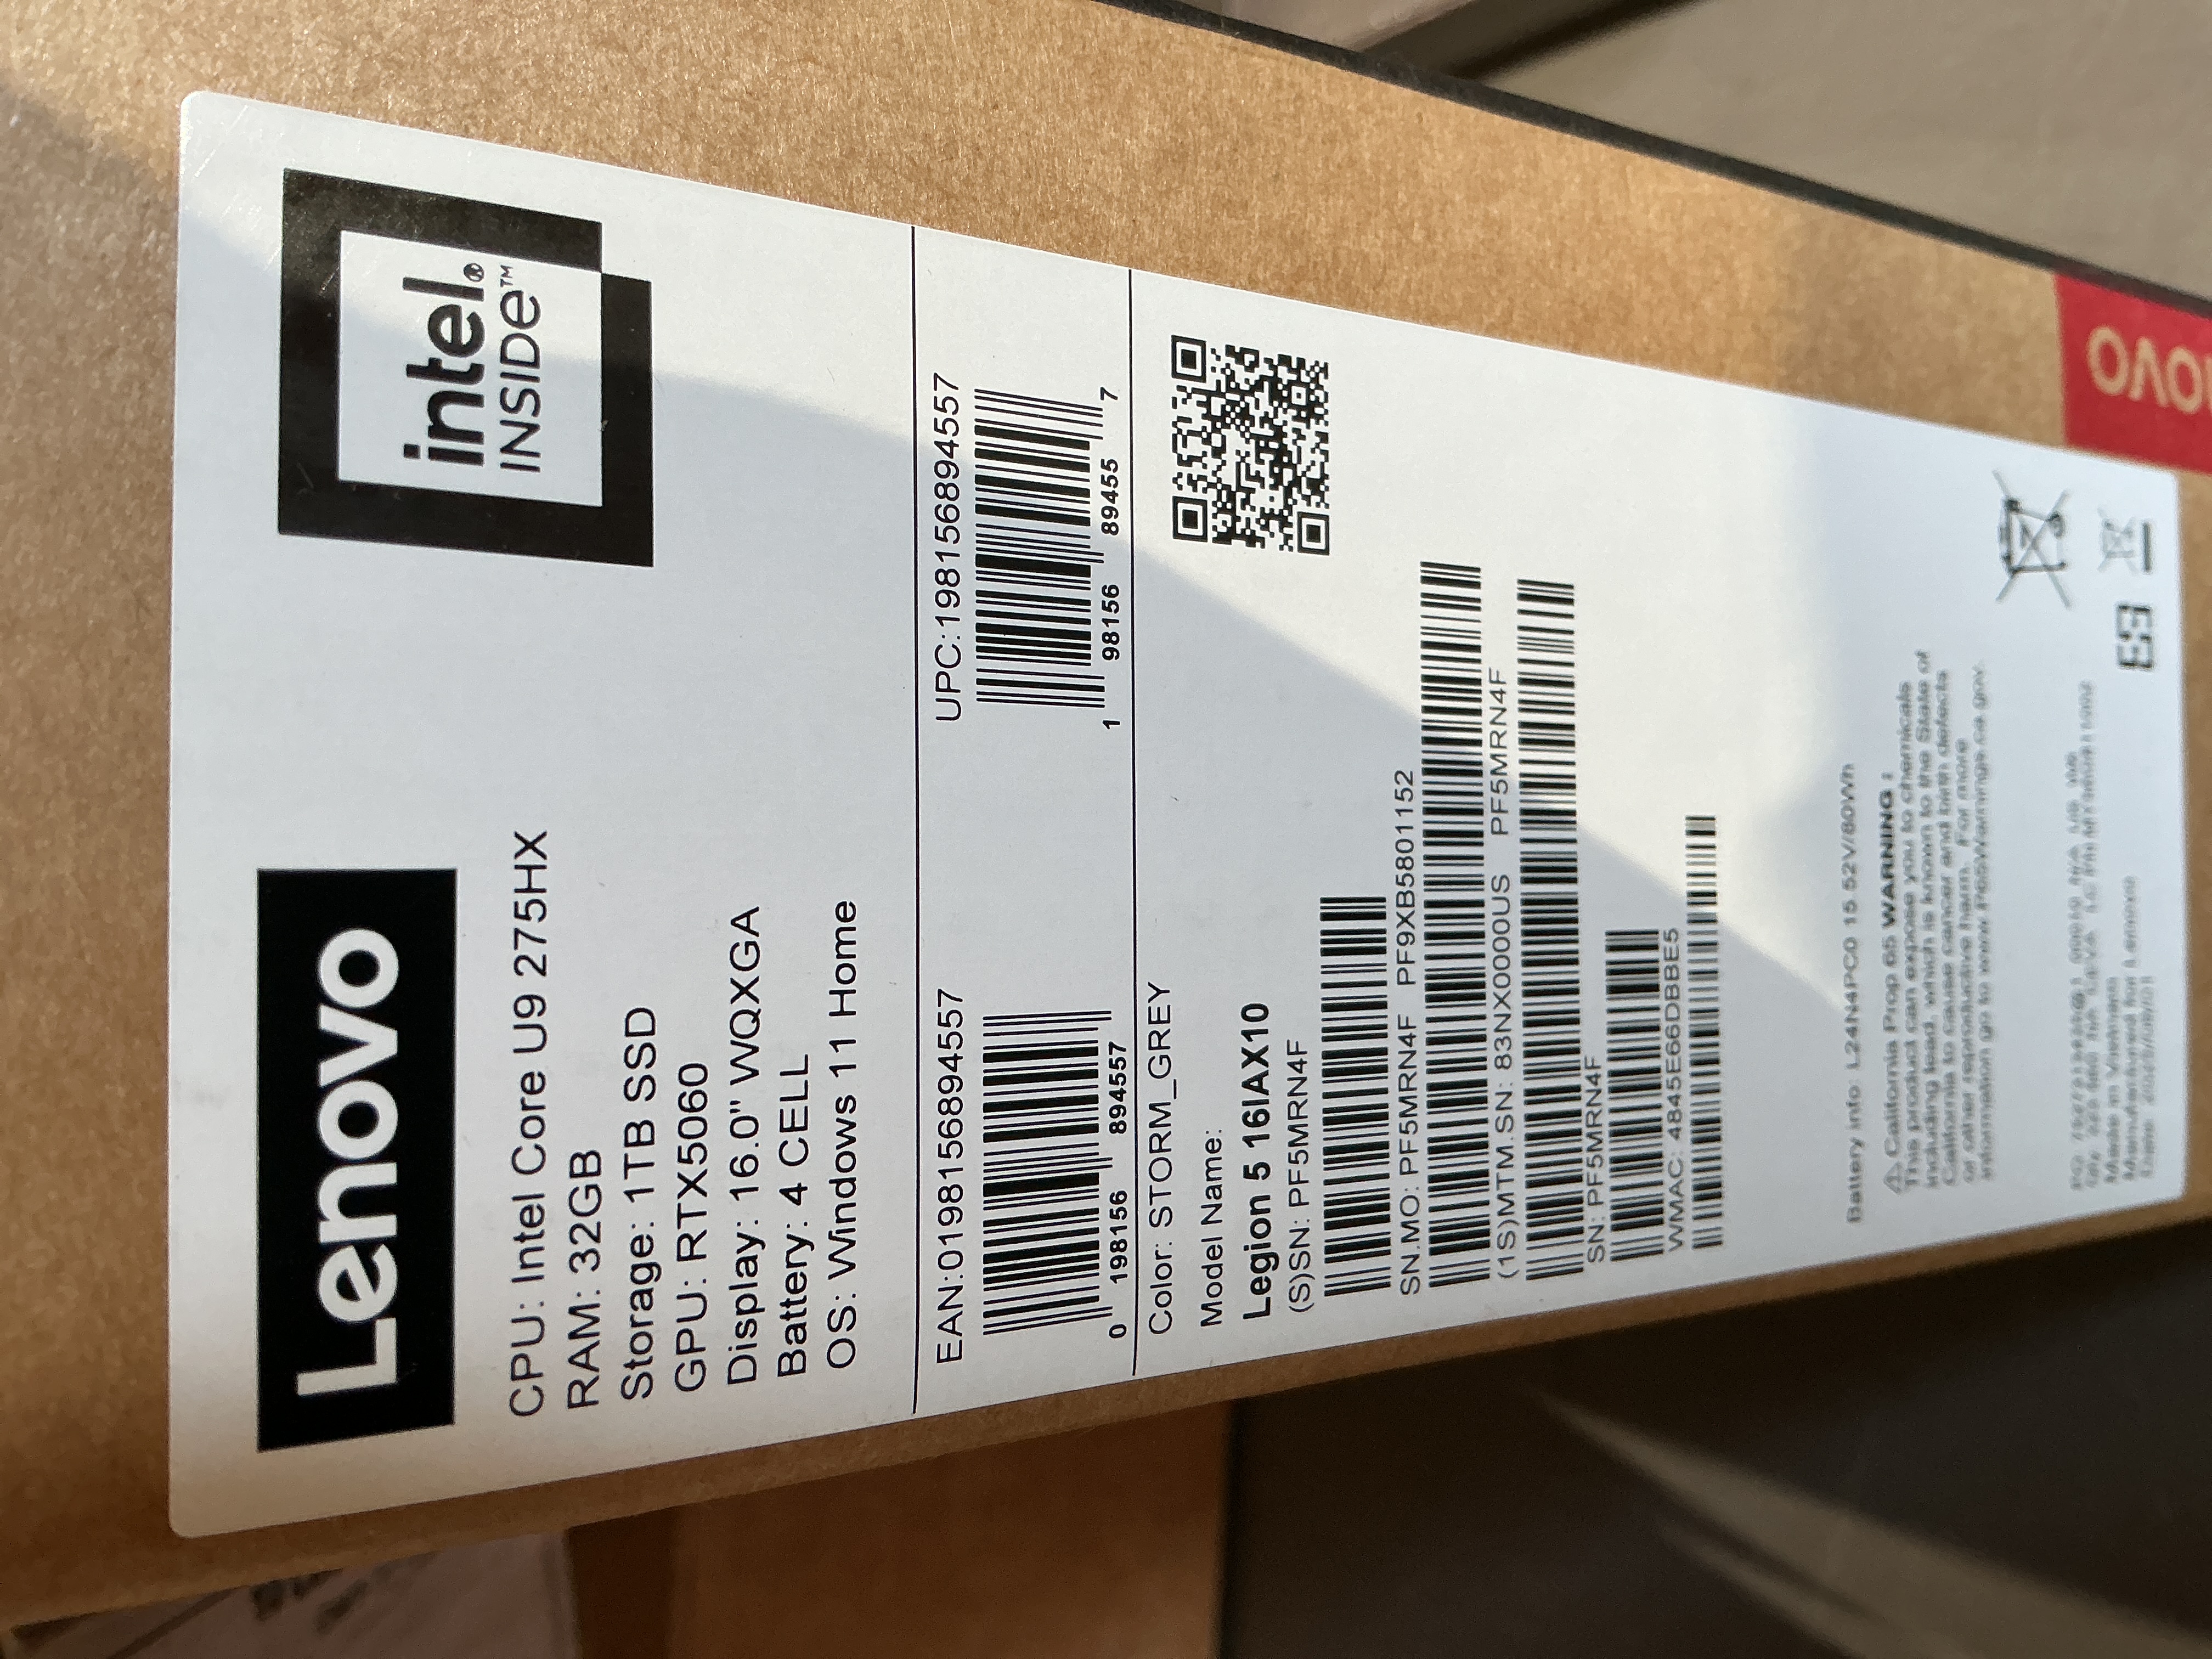 Lenovo
intel®
INSIDE™
CPU: Intel Core U9 275HX
RAM: 32GB
Storage: 1TB SSD
GPU: RTX5060
Display: 16.0" WQXGA
Battery: 4 CELL
OS: Windows 11 Home
EAN:0198156894557
0 198156 894557
UPC:198156894557
1 98156 89455 7
Color: STORM_GREY
Model Name:
Legion 5 16IAX10
(S)SN: PF5MRN4F
SN.MO: PF5MRN4F PF9XB5801152
(1S)MTM.SN: 83NX0000US PF5MRN4F
SN: PF5MRN4F
WMAC: 4845E66DBBE5
Battery info: L24N4PC0 15.52V/80Wh
California Prop 65 WARNING :
This product can expose you to chemicals
including lead, which is known to the State of
California to cause cancer and birth defects
or other reproductive harm. For more
information go to www.P65Warnings.ca.gov.
Made in Vietnam
Manufactured for Lenovo
ovo